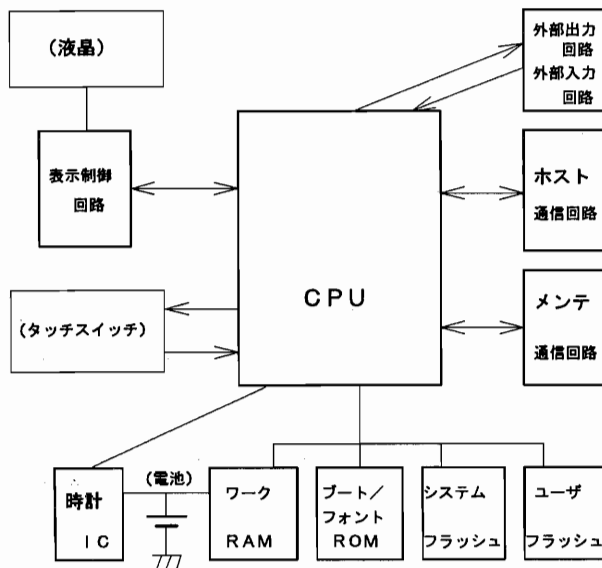 (液晶)
表示制御
回路
(タッチスイッチ)
CPU
外部出力
回路
外部入力
回路
ホスト
通信回路
メンテ
通信回路
時計
IC
(電池)
ワーク
RAM
ブート/
フォント
ROM
システム
フラッシュ
ユーザ
フラッシュ